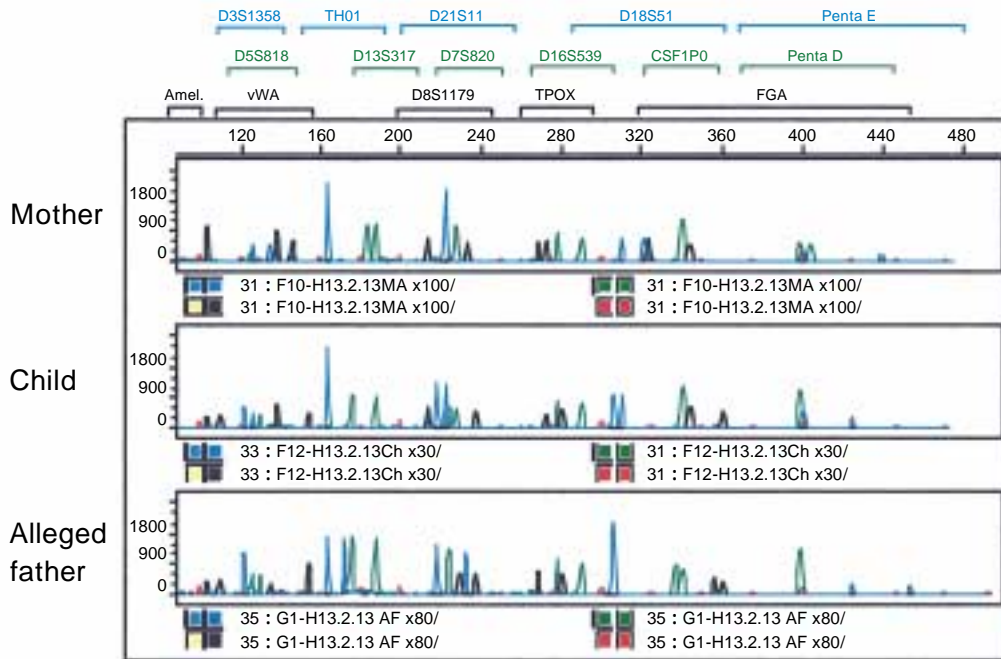 D3S1358 TH01 D21S11 D18S51 Penta E
D5S818 D13S317 D7S820 D16S539 CSF1P0 Penta D
Amel. vWA D8S1179 TPOX FGA
120 160 200 240 280 320 360 400 440 480
Mother
1800
900
0
31 : F10-H13.2.13MA x100/ 31 : F10-H13.2.13MA x100/
31 : F10-H13.2.13MA x100/ 31 : F10-H13.2.13MA x100/
Child
1800
900
0
33 : F12-H13.2.13Ch x30/ 31 : F12-H13.2.13Ch x30/
33 : F12-H13.2.13Ch x30/ 31 : F12-H13.2.13Ch x30/
Alleged
father
1800
900
0
35 : G1-H13.2.13 AF x80/ 35 : G1-H13.2.13 AF x80/
35 : G1-H13.2.13 AF x80/ 35 : G1-H13.2.13 AF x80/